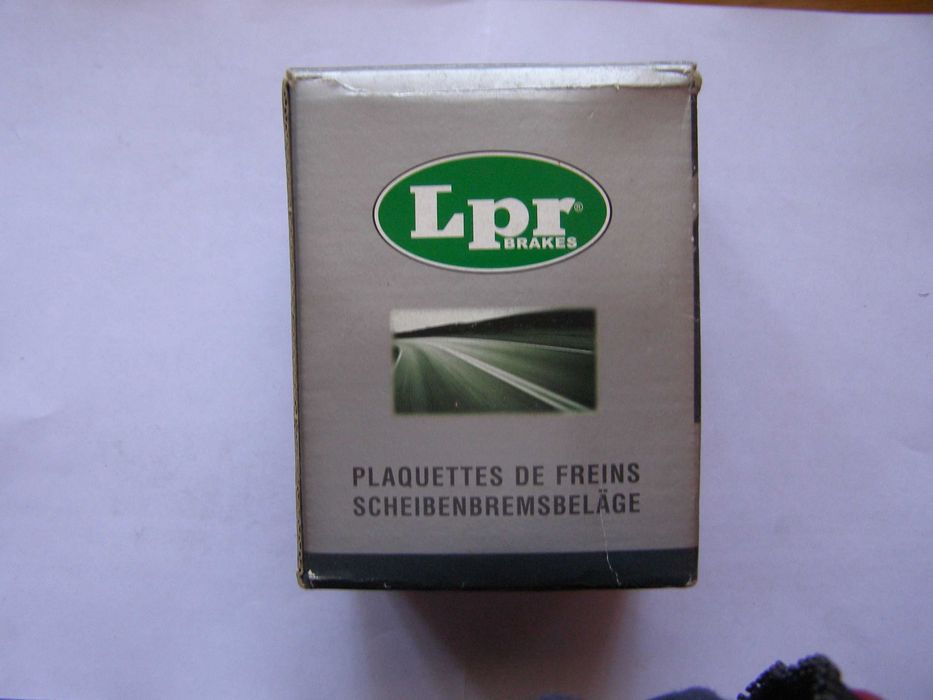 Lpr®
BRAKES
PLAQUETTES DE FREINS
SCHEIBENBREMSBELÄGE